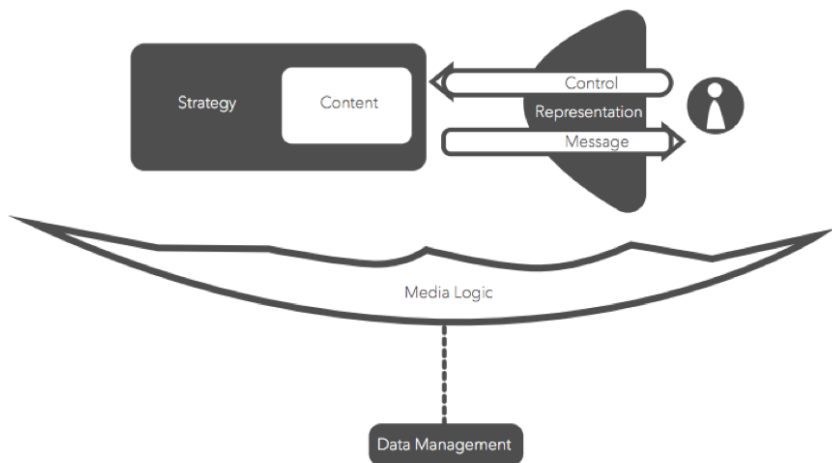 Strategy
Content
Control
Representation
Message
Media Logic
Data Management